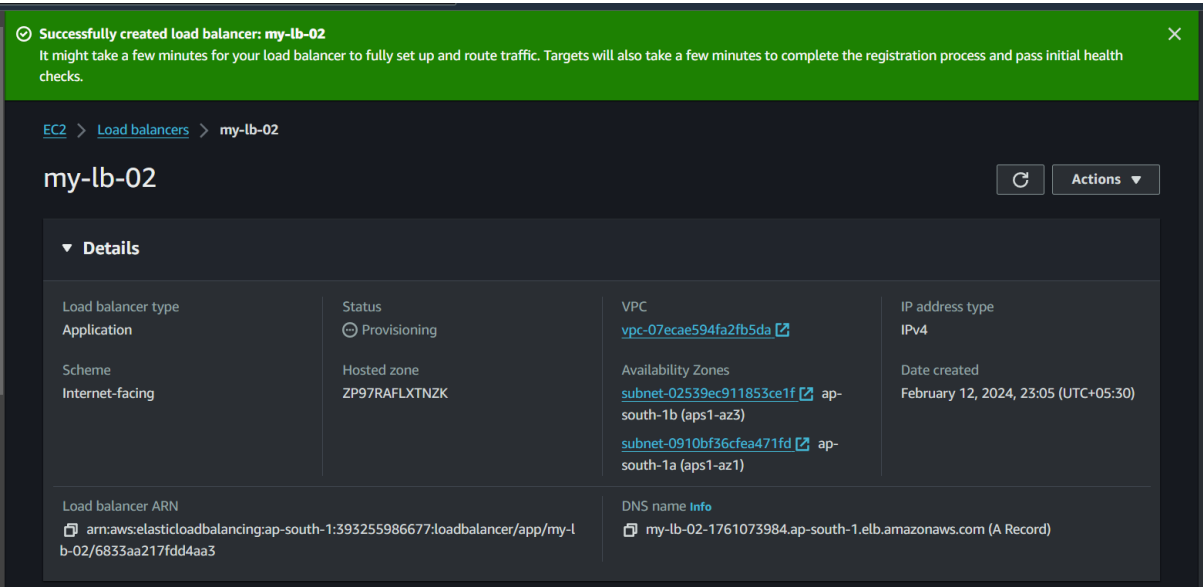 Successfully created load balancer: my-lb-02
It might take a few minutes for your load balancer to fully set up and route traffic. Targets will also take a few minutes to complete the registration process and pass initial health
checks.
EC2 > Load balancers > my-lb-02
my-lb-02
Actions
Details
Load balancer type
Application
Status
Provisioning
VPC
vpc-07ecae594fa2fb5da
IP address type
IPv4
Scheme
Internet-facing
Hosted zone
ZP97RAFLXTNZK
Availability Zones
subnet-02539ec911853ce1f ap-
south-1b (aps1-az3)
subnet-0910bf36cfea471fd ap-
south-1a (aps1-az1)
Date created
February 12, 2024, 23:05 (UTC+05:30)
Load balancer ARN
arn:aws:elasticloadbalancing:ap-south-1:393255986677:loadbalancer/app/my-l
b-02/6833aa217fdd4aa3
DNS name Info
my-lb-02-1761073984.ap-south-1.elb.amazonaws.com (A Record)